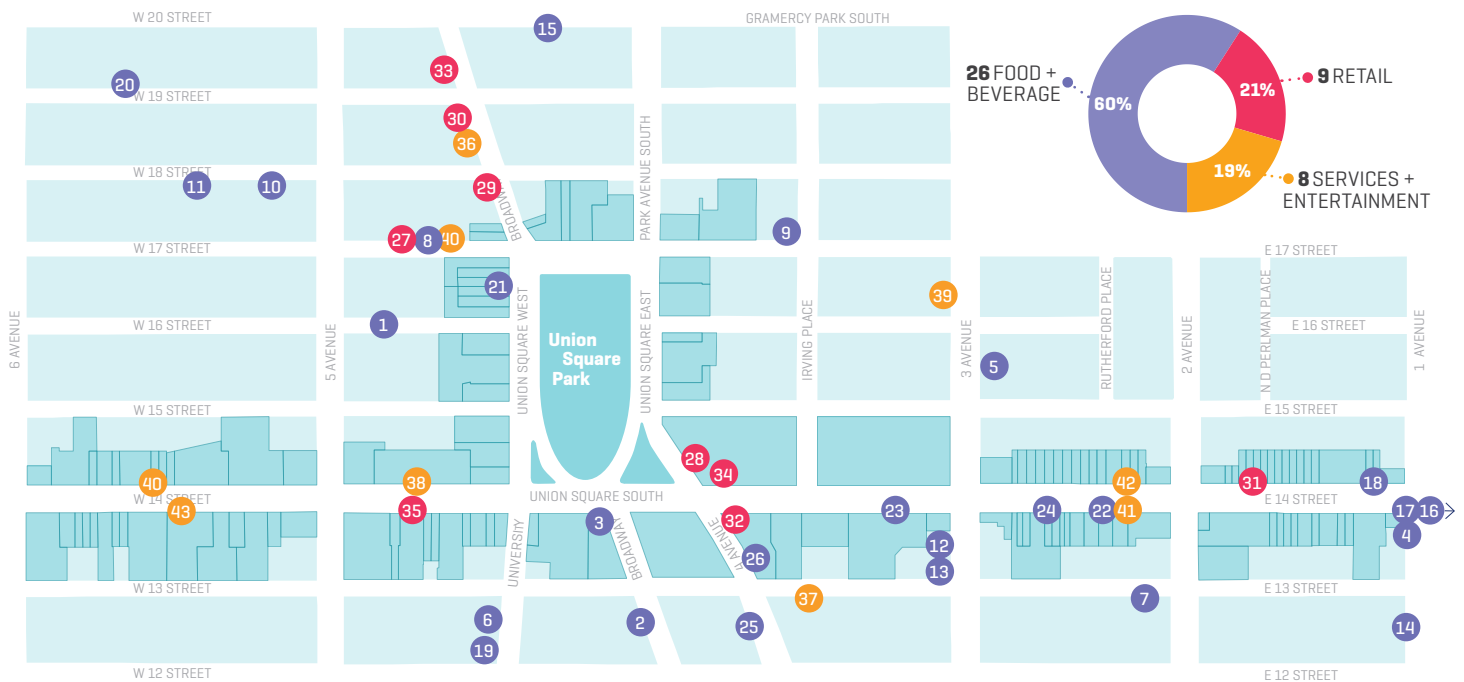 W 20 STREET
GRAMERCY PARK SOUTH
15
33
20
26 FOOD +
BEVERAGE
60%
21%
9 RETAIL
19%
8 SERVICES +
ENTERTAINMENT
W 19 STREET
30
36
PARK AVENUE SOUTH
W 18 STREET
11
10
29
BROADWAY
27
8
40
9
W 17 STREET
E 17 STREET
21
39
1
W 16 STREET
E 16 STREET
6 AVENUE
5 AVENUE
UNION SQUARE WEST
Union
Square
Park
UNION SQUARE EAST
IRVING PLACE
3 AVENUE
5
RUTHERFORD PLACE
2 AVENUE
N D PERLMAN PLACE
1 AVENUE
W 15 STREET
E 15 STREET
28
34
40
38
42
31
18
W 14 STREET
UNION SQUARE SOUTH
E 14 STREET
43
35
3
32
23
24
22
41
17
16
4
UNIVERSITY
BROADWAY
4 AVENUE
26
12
13
W 13 STREET
E 13 STREET
37
7
6
2
25
14
19
W 12 STREET
E 12 STREET